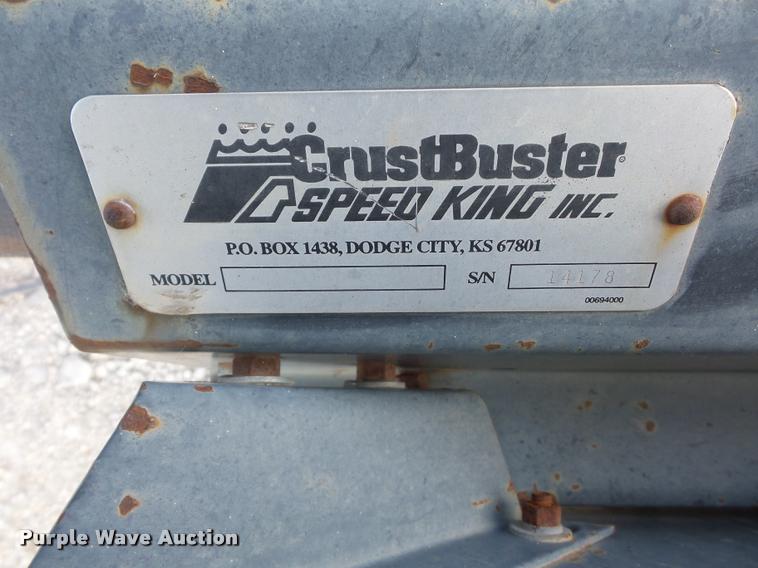 CrustBuster®
SPEED KING INC.
P.O. BOX 1438, DODGE CITY, KS 67801
MODEL S/N 14178
00694000
Purple Wave Auction